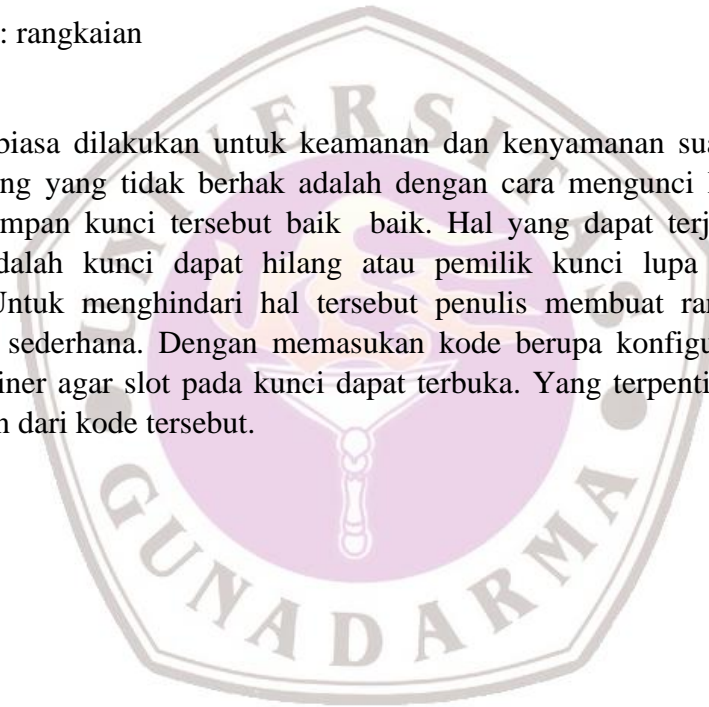 : rangkaian
biasa dilakukan untuk keamanan dan kenyamanan sua
ng yang tidak berhak adalah dengan cara mengunci
mpan kunci tersebut baik baik. Hal yang dapat terj
dalah kunci dapat hilang atau pemilik kunci lupa
Untuk menghindari hal tersebut penulis membuat ran
sederhana. Dengan memasukan kode berupa konfigu
iner agar slot pada kunci dapat terbuka. Yang terpenti
n dari kode tersebut.
UNIVERSITAS
GUNADARMA